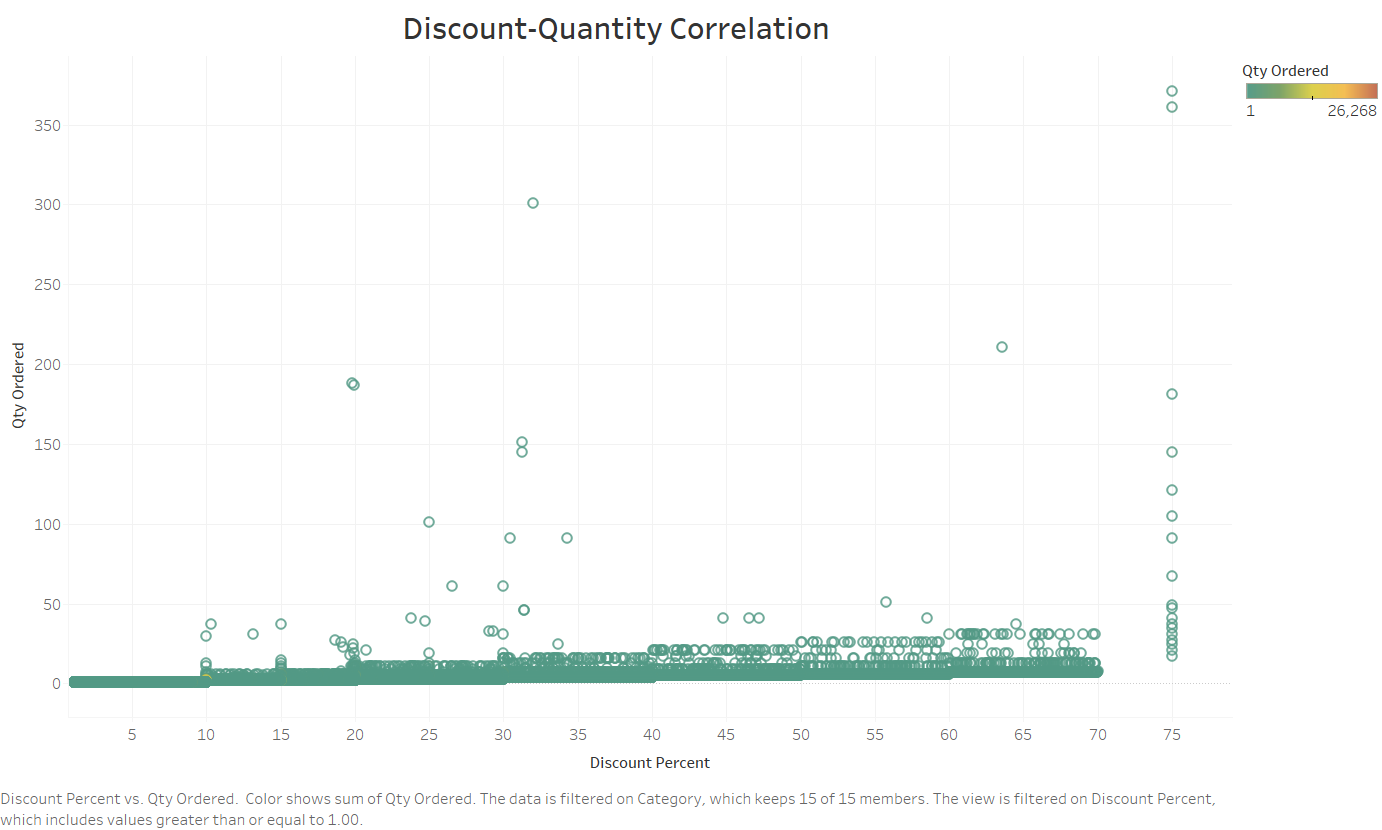 Discount-Quantity Correlation
Qty Ordered
1 26,268
350
300
250
200
150
100
50
0
Qty Ordered
5 10 15 20 25 30 35 40 45 50 55 60 65 70 75
Discount Percent
Discount Percent vs. Qty Ordered. Color shows sum of Qty Ordered. The data is filtered on Category, which keeps 15 of 15 members. The view is filtered on Discount Percent,
which includes values greater than or equal to 1.00.